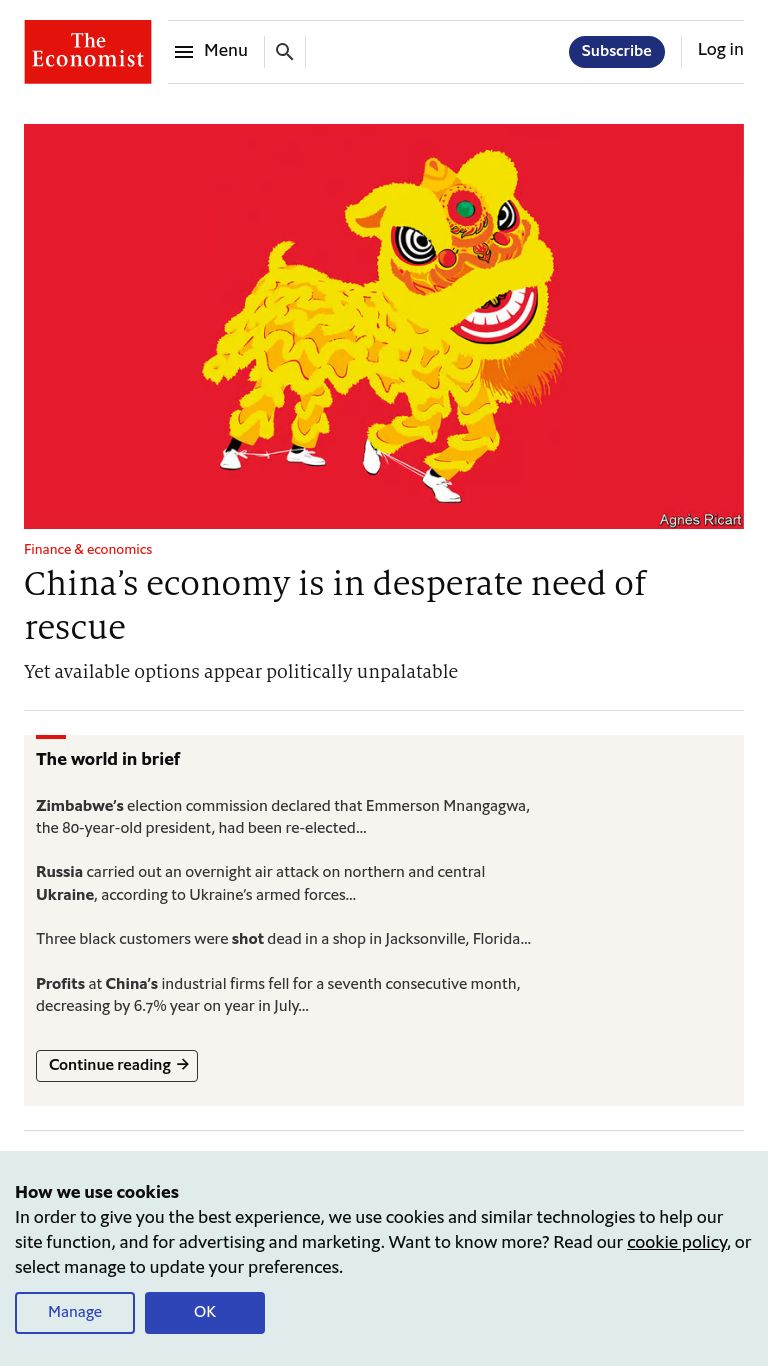 The
Economist
Menu
Subscribe
Log in
Agnès Ricart
Finance & economics
China’s economy is in desperate need of
rescue
Yet available options appear politically unpalatable
The world in brief
Zimbabwe’s election commission declared that Emmerson Mnangagwa,
the 80-year-old president, had been re-elected…
Russia carried out an overnight air attack on northern and central
Ukraine, according to Ukraine’s armed forces…
Three black customers were shot dead in a shop in Jacksonville, Florida…
Profits at China’s industrial firms fell for a seventh consecutive month,
decreasing by 6.7% year on year in July…
Continue reading →
How we use cookies
In order to give you the best experience, we use cookies and similar technologies to help our
site function, and for advertising and marketing. Want to know more? Read our cookie policy, or
select manage to update your preferences.
Manage
OK